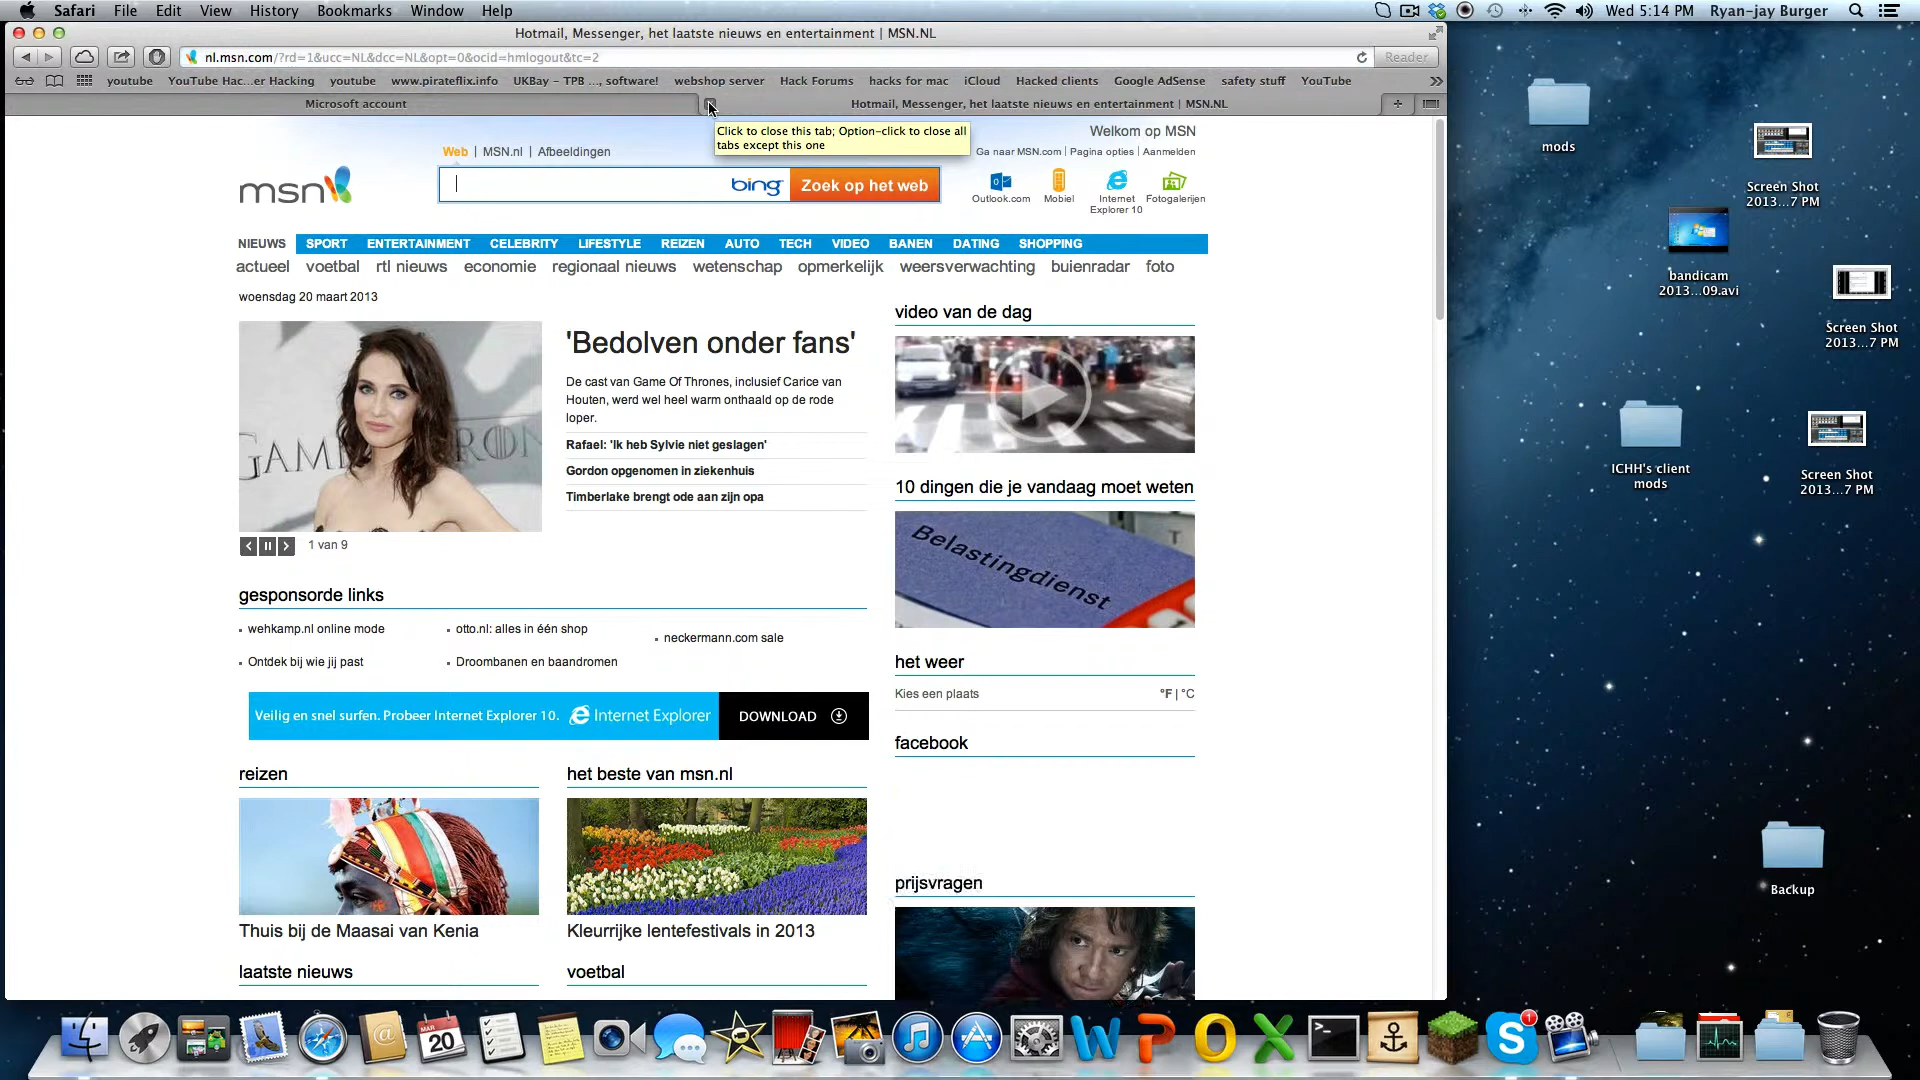 Safari File Edit View History Bookmarks Window Help
Wed 5:14 PM Ryan-jay Burger
Hotmail, Messenger, het laatste nieuws en entertainment | MSN.NL
nl.msn.com/?rd=1&ucc=NL&dcc=NL&opt=0&ocid=hmlogout&tc=2
Reader
youtube YouTube Hac...er Hacking youtube www.pirateflix.info UKBay - TPB ..., software! webshop server Hack Forums hacks for mac iCloud Hacked clients Google AdSense safety stuff YouTube
Microsoft account
Hotmail, Messenger, het laatste nieuws en entertainment | MSN.NL
Click to close this tab; Option-click to close all
tabs except this one
Welkom op MSN
Web | MSN.nl | Afbeeldingen
Ga naar MSN.com | Pagina opties | Aanmelden
msn
bing
Zoek op het web
Outlook.com
Mobiel
Internet
Explorer 10
Fotogalerijen
NIEUWS SPORT ENTERTAINMENT CELEBRITY LIFESTYLE REIZEN AUTO TECH VIDEO BANEN DATING SHOPPING
actueel voetbal rtl nieuws economie regionaal nieuws wetenschap opmerkelijk weersverwachting buienradar foto
woensdag 20 maart 2013
GAME
THRON
'Bedolven onder fans'
De cast van Game Of Thrones, inclusief Carice van
Houten, werd wel heel warm onthaald op de rode
loper.
Rafael: 'Ik heb Sylvie niet geslagen'
Gordon opgenomen in ziekenhuis
Timberlake brengt ode aan zijn opa
1 van 9
video van de dag
10 dingen die je vandaag moet weten
Belastingdienst
T
gesponsorde links
wehkamp.nl online mode
otto.nl: alles in één shop
neckermann.com sale
Ontdek bij wie jij past
Droombanen en baandromen
Veilig en snel surfen. Probeer Internet Explorer 10.
Internet Explorer
DOWNLOAD
het weer
Kies een plaats
°F | °C
facebook
reizen
Thuis bij de Maasai van Kenia
het beste van msn.nl
Kleurrijke lentefestivals in 2013
prijsvragen
laatste nieuws
voetbal
mods
Screen Shot
2013...7 PM
bandicam
2013...09.avi
Screen Shot
2013...7 PM
ICHH's client
mods
Screen Shot
2013...7 PM
Backup
MAR
20
1